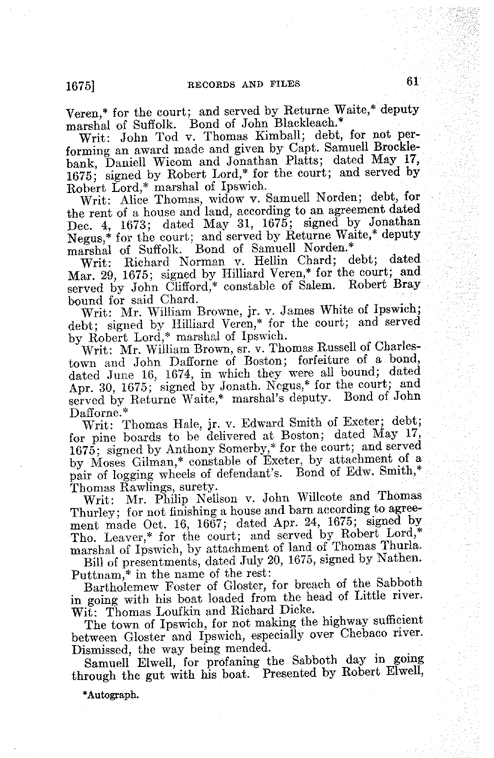 1675]	RECORDS AND FILES	61
Veren,* for the court; and served by Returne Waite,* deputy
marshal of Suffolk. Bond of John Blackleach.*
Writ: John Tod v. Thomas Kimball; debt, for not per-
forming an award made and given by Capt. Samuell Brockle-
bank, Daniell Wicom and Jonathan Platts; dated May 17,
1675; signed by Robert Lord,* for the court; and served by
Robert Lord,* marshal of Ipswich.
Writ: Alice Thomas, widow v. Samuell Norden; debt, for
the rent of a house and land, according to an agreement dated
Dec. 4, 1673; dated May 31, 1675; signed by Jonathan
Negus,* for the court; and served by Returne Waite,* deputy
marshal of Suffolk. Bond of Samuell Norden.*
Writ: Richard Norman v. Hellin Chard; debt; dated
Mar. 29, 1675; signed by Hilliard Veren,* for the court; and
served by John Clifford,* constable of Salem. Robert Bray
bound for said Chard.
Writ: Mr. William Browne, jr. v. James White of Ipswich;
debt; signed by Hilliard Veren,* for the court; and served
by Robert Lord,* marshal of Ipswich.
Writ: Mr. William Brown, sr. v. Thomas Russell of Charles-
town and John Dafforne of Boston; forfeiture of a bond,
dated June 16, 1674, in which they were all bound; dated
Apr. 30, 1675; signed by Jonath. Negus,* for the court; and
served by Returne Waite,* marshal's deputy. Bond of John
Dafforne.*
Writ: Thomas Hale, jr. v. Edward Smith of Exeter; debt;
for pine boards to be delivered at Boston; dated May 17,
1675; signed by Anthony Somerby,* for the court; and served
by Moses Gilman,* constable of Exeter, by attachment of a
pair of logging wheels of defendant's. Bond of Edw. Smith,*
Thomas Rawlings, surety.
Writ: Mr. Philip Nellson v. John Willcote and Thomas
Thurley; for not finishing a house and barn according to agree-
ment made Oct. 16, 1667; dated Apr. 24, 1675; signed by
Tho. Leaver,* for the court; and served by Robert Lord,*
marshal of Ipswich, by attachment of land of Thomas Thurla.
Bill of presentments, dated July 20, 1675, signed by Nathen.
Puttnam,* in the name of the rest:
Bartholemew Foster of Gloster, for breach of the Sabboth
in going with his boat loaded from the head of Little river.
Wit: Thomas Loufkin and Richard Dicke.
The town of Ipswich, for not making the highway sufficient
between Gloster and Ipswich, especially over Chebaco river.
Dismissed, the way being mended.
Samuell Elwell, for profaning the Sabboth day in going
through the gut with his boat. Presented by Robert Elwell,
*Autograph.